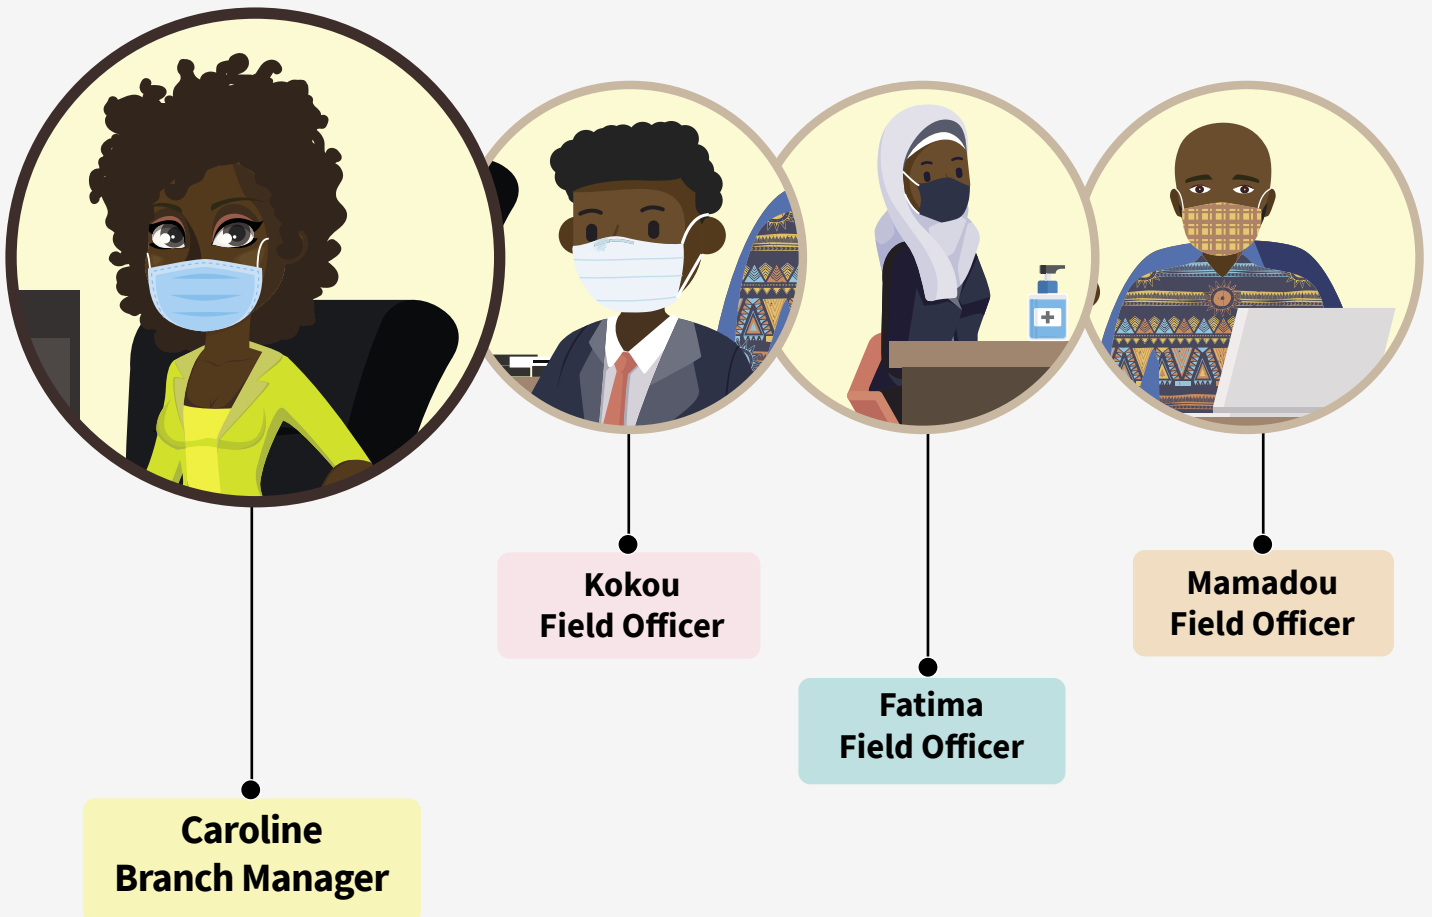 Caroline
Branch Manager
Kokou
Field Officer
Fatima
Field Officer
Mamadou
Field Officer